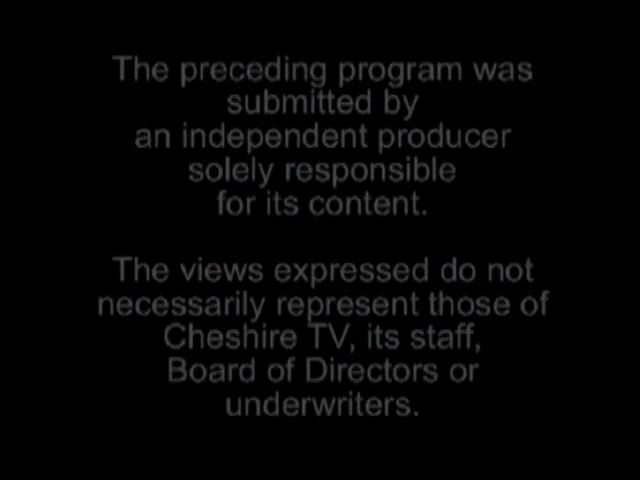 The preceding program was
submitted by
an independent producer
solely responsible
for its content.
The views expressed do not
necessarily represent those of
Cheshire TV, its staff,
Board of Directors or
underwriters.